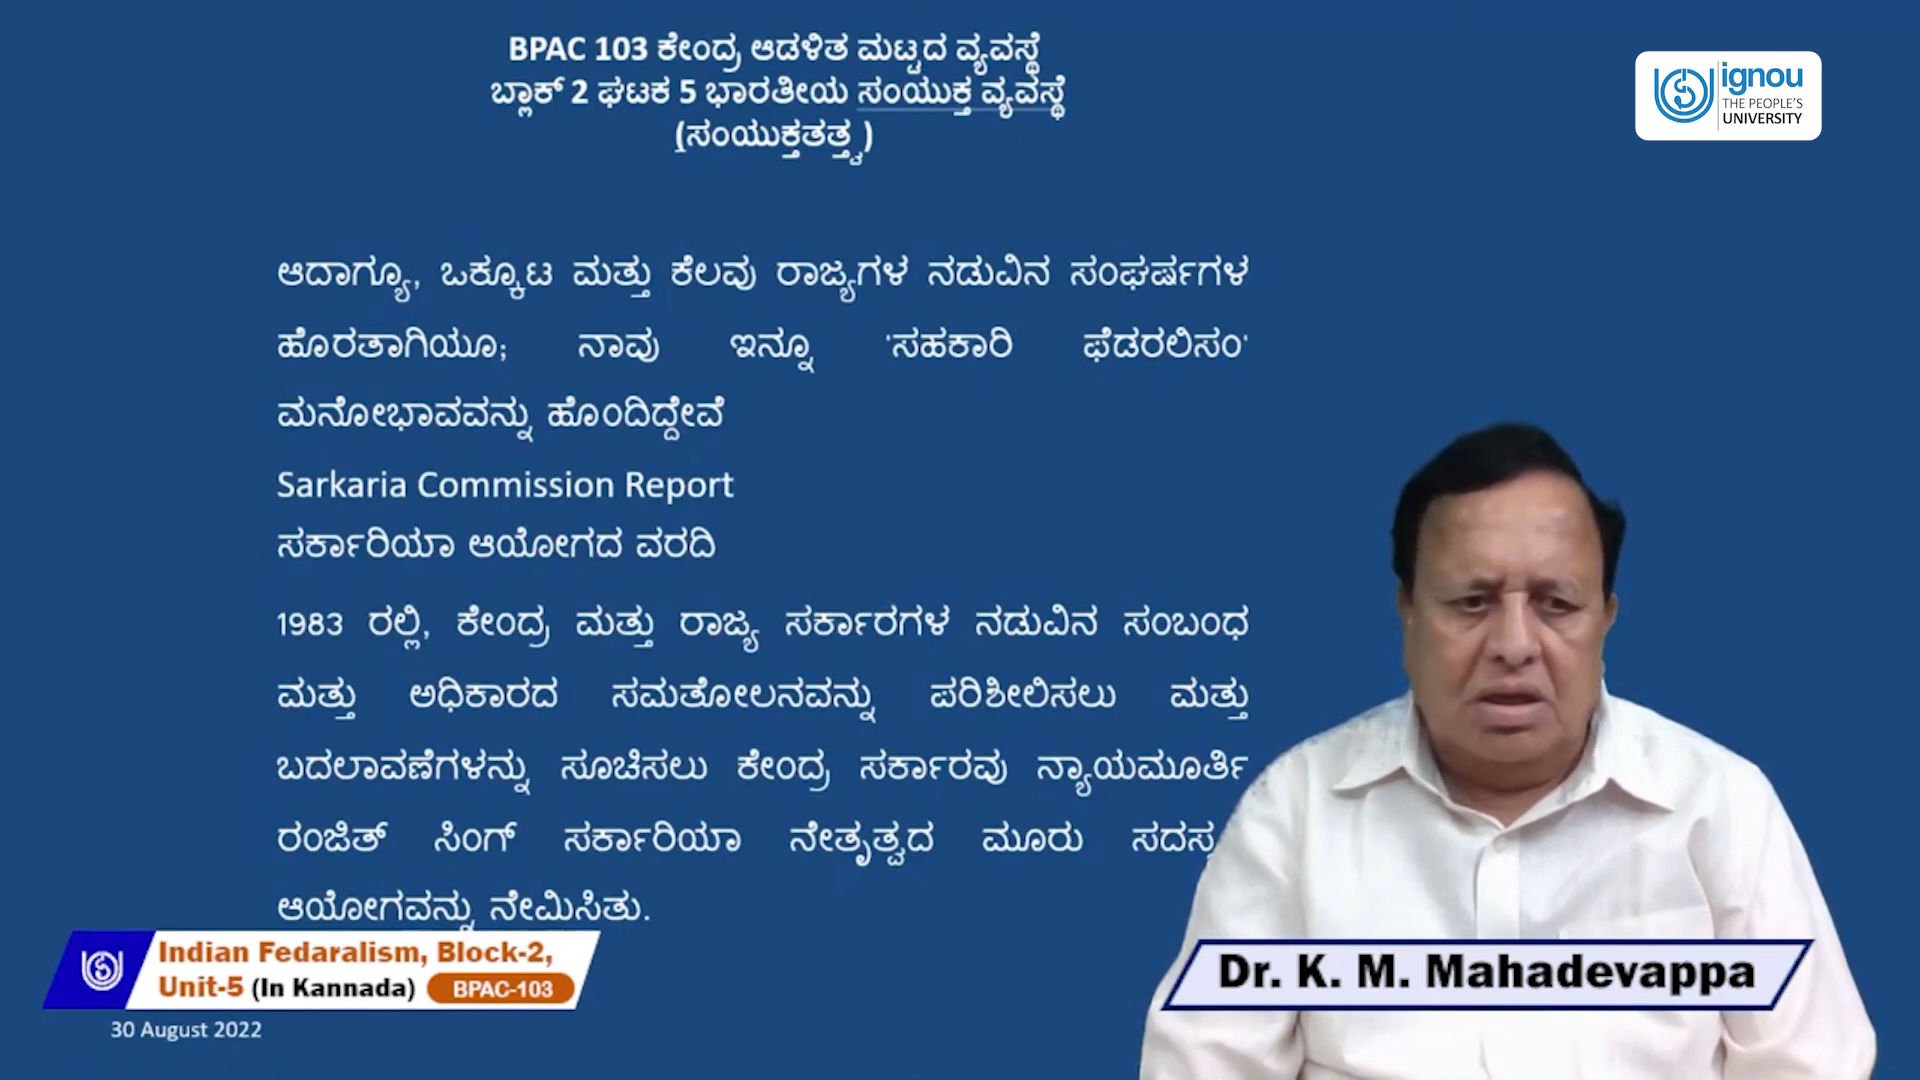 BPAC 103 ಕೇಂದ್ರ ಆಡಳಿತ ಮಟ್ಟದ ವ್ಯವಸ್ಥೆ
ಬ್ಲಾಕ್ 2 ಘಟಕ 5 ಭಾರತೀಯ ಸಂಯುಕ್ತ ವ್ಯವಸ್ಥೆ
(ಸಂಯುಕ್ತತತ್ತ್ವ)
ignou
THE PEOPLE'S
UNIVERSITY
ಆದಾಗ್ಯೂ, ಒಕ್ಕೂಟ ಮತ್ತು ಕೆಲವು ರಾಜ್ಯಗಳ ನಡುವಿನ ಸಂಘರ್ಷಗಳ
ಹೊರತಾಗಿಯೂ; ನಾವು ಇನ್ನೂ 'ಸಹಕಾರಿ ಫೆಡರಲಿಸಂ'
ಮನೋಭಾವವನ್ನು ಹೊಂದಿದ್ದೇವೆ
Sarkaria Commission Report
ಸರ್ಕಾರಿಯಾ ಆಯೋಗದ ವರದಿ
1983 ರಲ್ಲಿ, ಕೇಂದ್ರ ಮತ್ತು ರಾಜ್ಯ ಸರ್ಕಾರಗಳ ನಡುವಿನ ಸಂಬಂಧ
ಮತ್ತು ಅಧಿಕಾರದ ಸಮತೋಲನವನ್ನು ಪರಿಶೀಲಿಸಲು ಮತ್ತು
ಬದಲಾವಣೆಗಳನ್ನು ಸೂಚಿಸಲು ಕೇಂದ್ರ ಸರ್ಕಾರವು ನ್ಯಾಯಮೂರ್ತಿ
ರಂಜಿತ್ ಸಿಂಗ್ ಸರ್ಕಾರಿಯಾ ನೇತೃತ್ವದ ಮೂರು
ಆಯೋಗವನ್ನು ನೇಮಿಸಿತು.
Indian Fedaralism, Block-2,
Unit-5 (In Kannada) BPAC-103
Dr. K. M. Mahadevappa
30 August 2022